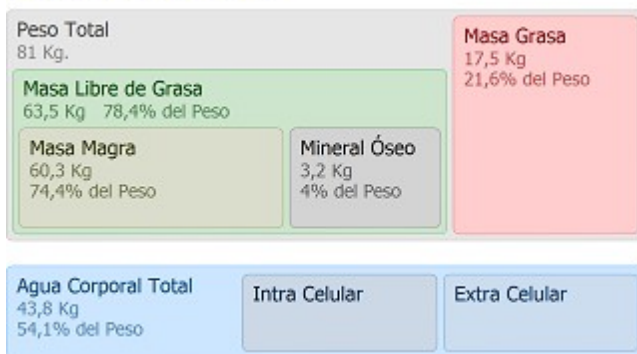 Peso Total
81 Kg.
Masa Libre de Grasa
63,5 Kg 78,4% del Peso
Masa Magra
60,3 Kg
74,4% del Peso
Mineral Óseo
3,2 Kg
4% del Peso
Masa Grasa
17,5 Kg
21,6% del Peso
Agua Corporal Total
43,8 Kg
54,1% del Peso
Intra Celular
Extra Celular